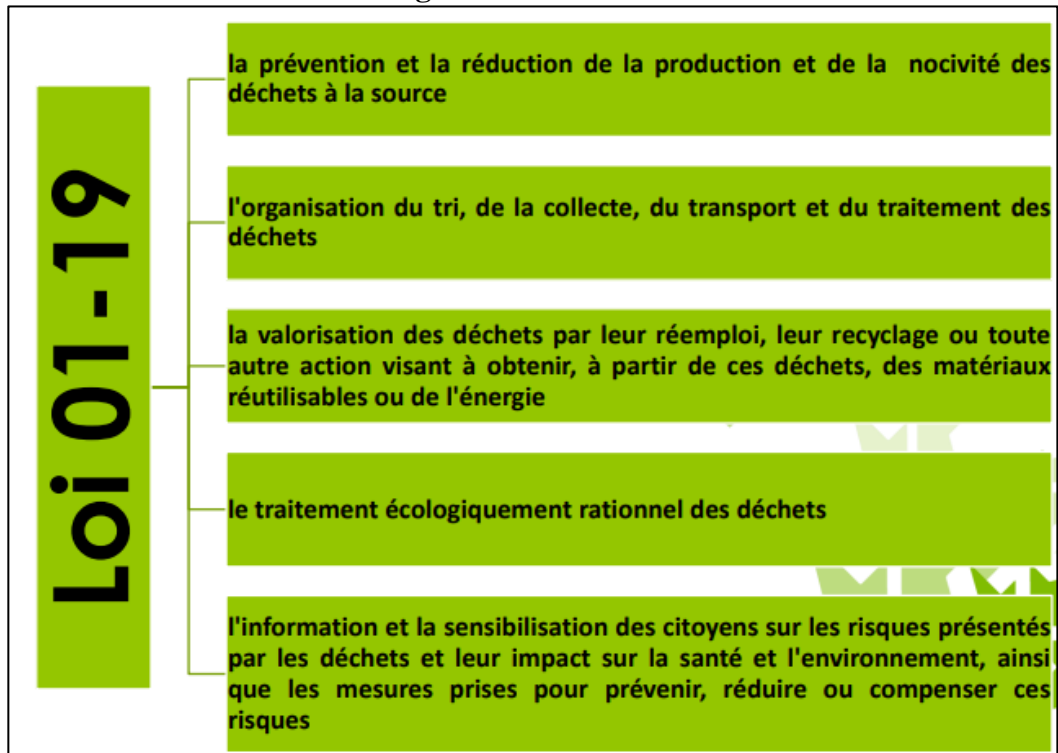 Loi 01 - 19
la prévention et la réduction de la production et de la nocivité des
déchets à la source
l'organisation du tri, de la collecte, du transport et du traitement des
déchets
la valorisation des déchets par leur réemploi, leur recyclage ou toute
autre action visant à obtenir, à partir de ces déchets, des matériaux
réutilisables ou de l'énergie
le traitement écologiquement rationnel des déchets
l'information et la sensibilisation des citoyens sur les risques présentés
par les déchets et leur impact sur la santé et l'environnement, ainsi
que les mesures prises pour prévenir, réduire ou compenser ces
risques